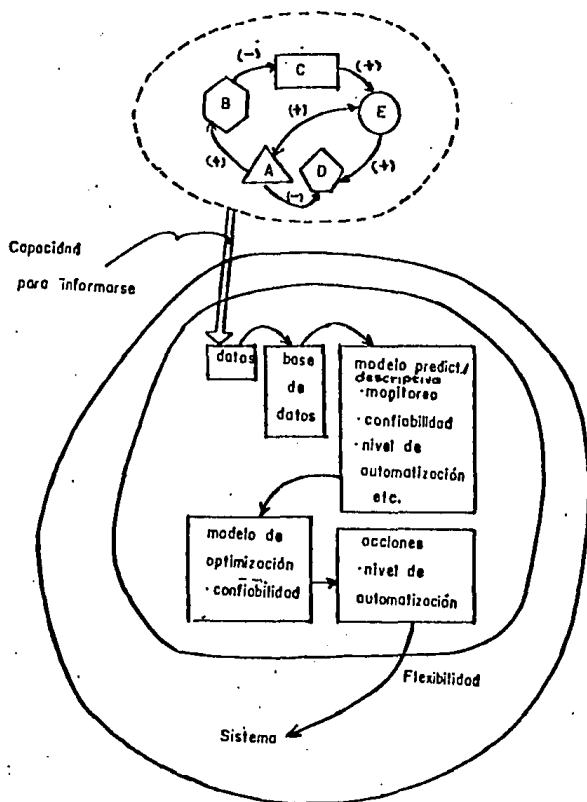 (-)
C
(+)
B
(+)
E
(+)
A
D
(+)
(-)
Capacidad
para informarse
datos
base
de
datos
modelo predict./
descriptiva
·monitoreo
·confiabilidad
·nivel de
automatización
etc.
modelo de
optimización
·confiabilidad
acciones
·nivel de
automatización
Flexibilidad
Sistema